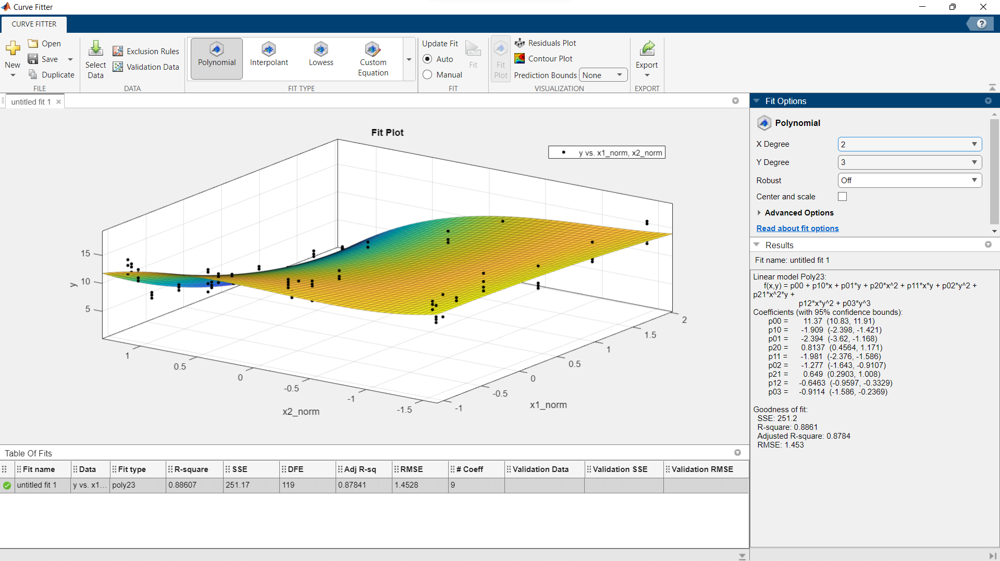 Curve Fitter
CURVE FITTER
New
Open
Save
Duplicate
FILE
Select
Data
Exclusion Rules
Validation Data
DATA
Polynomial
Interpolant
Lowess
Custom
Equation
FIT TYPE
Update Fit
Auto
Manual
AUTO
Fit
FIT
Fit
Plot
Residuals Plot
Contour Plot
Prediction Bounds None
VISUALIZATION
Export
EXPORT
?
untitled fit 1
Fit Plot
y vs. x1_norm, x2_norm
15
10
5
y
1
0.5
0
-0.5
-1
-1.5
x2_norm
-1
-0.5
0
0.5
1
1.5
2
x1_norm
Fit Options
Polynomial
X Degree 2
Y Degree 3
Robust Off
Center and scale
Advanced Options
Read about fit options
Results
Fit name: untitled fit 1
Linear model Poly23:
f(x,y) = p00 + p10*x + p01*y + p20*x^2 + p11*x*y + p02*y^2 +
p21*x^2*y +
p12*x*y^2 + p03*y^3
Coefficients (with 95% confidence bounds):
p00 = 11.37 (10.83, 11.91)
p10 = -1.909 (-2.398, -1.421)
p01 = -2.394 (-3.62, -1.168)
p20 = 0.8137 (0.4564, 1.171)
p11 = -1.981 (-2.376, -1.586)
p02 = -1.277 (-1.643, -0.9107)
p21 = 0.649 (0.2903, 1.008)
p12 = -0.6463 (-0.9597, -0.3329)
p03 = -0.9114 (-1.586, -0.2369)
Goodness of fit:
SSE: 251.2
R-square: 0.8861
Adjusted R-square: 0.8784
RMSE: 1.453
Table Of Fits
Fit name Data Fit type R-square SSE DFE Adj R-sq RMSE # Coeff Validation Data Validation SSE Validation RMSE
untitled fit 1 y vs. x1... poly23 0.88607 251.17 119 0.87841 1.4528 9